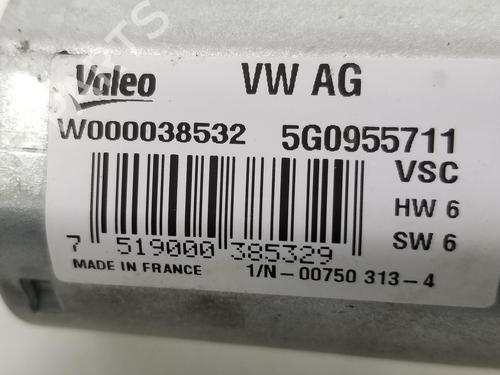 Valeo VW AG
W000038532 5G0955711
VSC
HW 6
SW 6
7 519000 385329
MADE IN FRANCE 1/N-00750 313-4